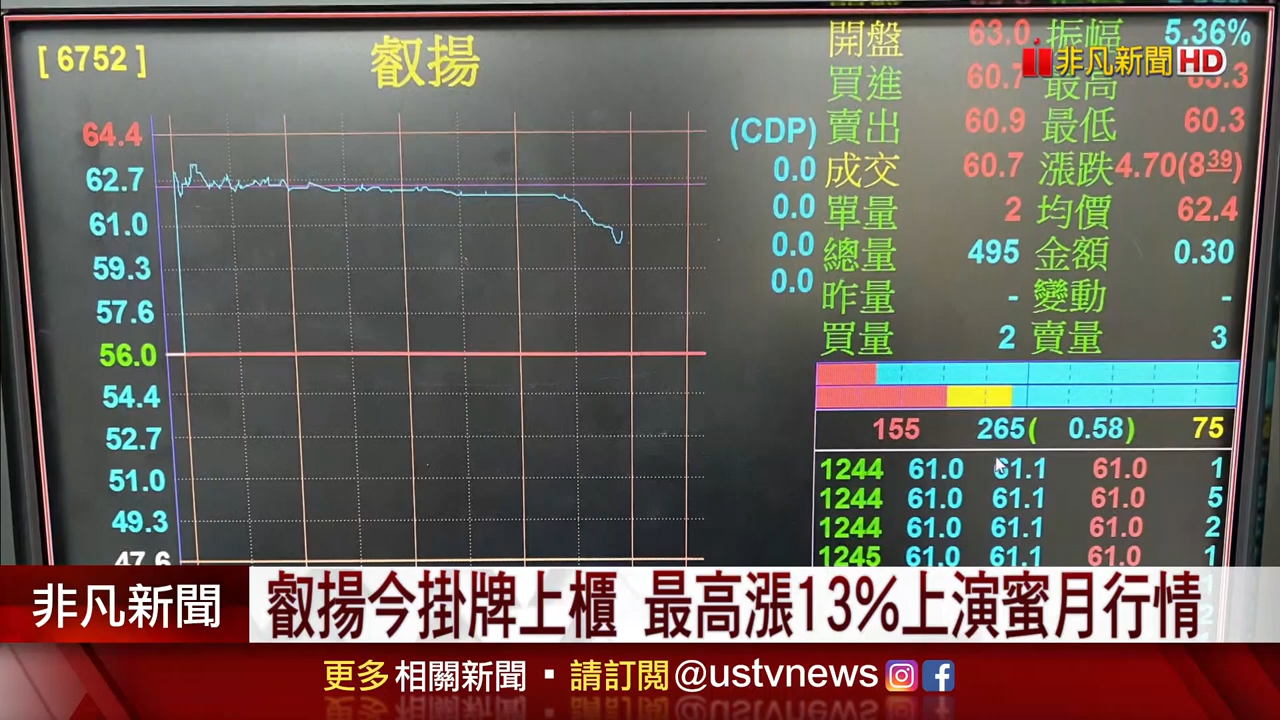 [ 6752 ]
叡揚
64.4
62.7
61.0
59.3
57.6
56.0
54.4
52.7
51.0
49.3
47.6
(CDP)
0.0
0.0
0.0
0.0
開盤 63.0 振幅 5.36%
非凡新聞HD
買進 60.7 最高
賣出 60.9 最低 60.3
成交 60.7 漲跌 4.70(8.39)
單量 2 均價 62.4
總量 495 金額 0.30
昨量 - 變動 -
買量 2 賣量 3
155 265( 0.58) 75
1244 61.0 61.1 61.0 1
1244 61.0 61.1 61.0 5
1244 61.0 61.1 61.0 2
1245 61.0 61.1 61.0 1
非凡新聞
叡揚今掛牌上櫃 最高漲13%上演蜜月行情
更多相關新聞▪請訂閱@ustvnews